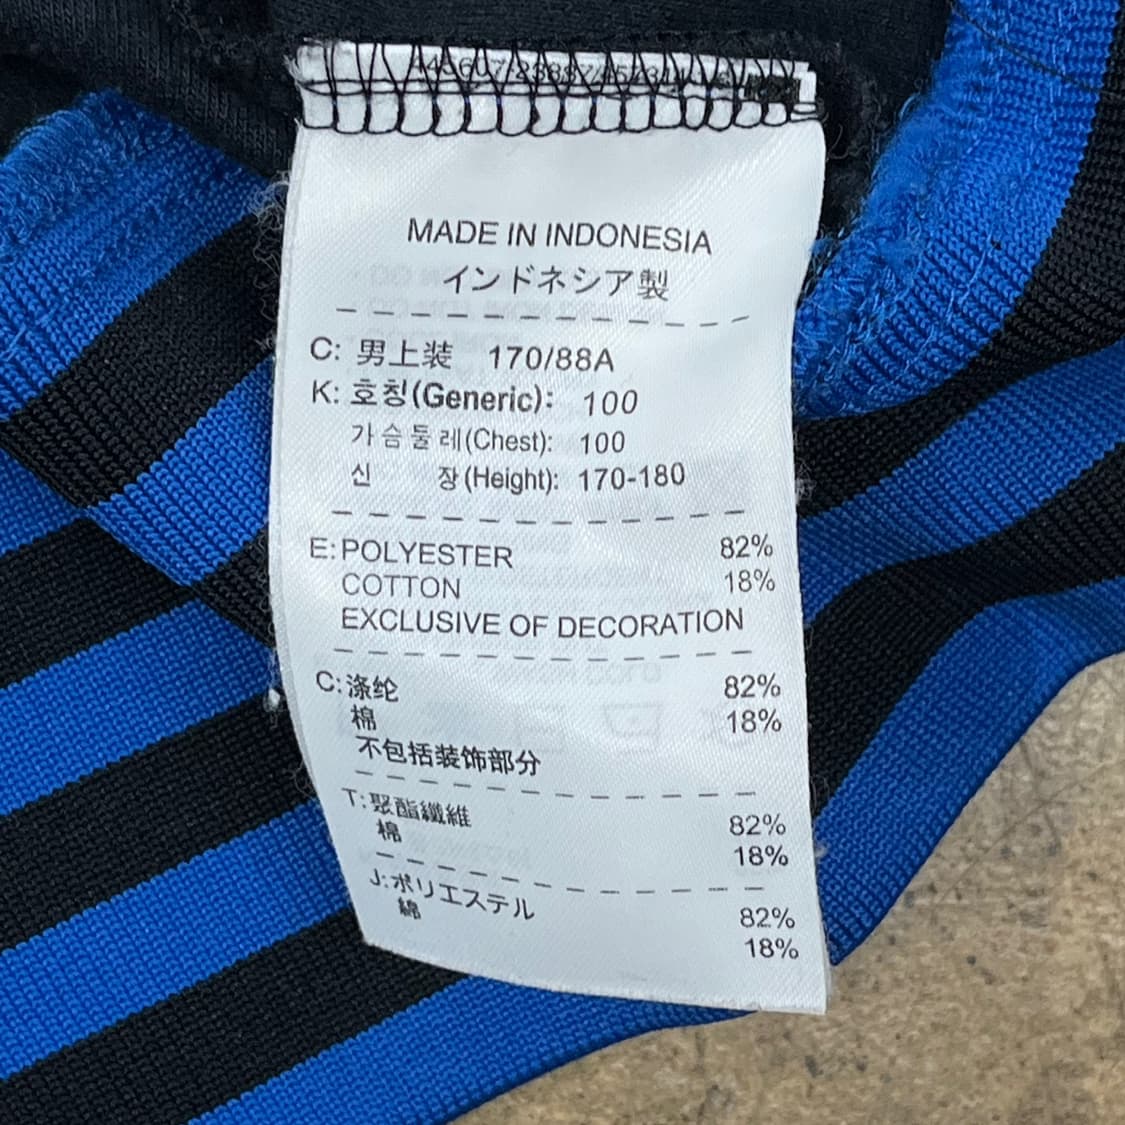 MADE IN INDONESIA
インドネシア製
C: 男上装 170/88A
K: 호칭(Generic): 100
가슴둘레(Chest): 100
신 장(Height): 170-180
E: POLYESTER 82%
COTTON 18%
EXCLUSIVE OF DECORATION
C: 涤纶 82%
棉 18%
不包括装饰部分
T: 聚酯纖維 82%
棉 18%
J: ポリエステル 82%
綿 18%